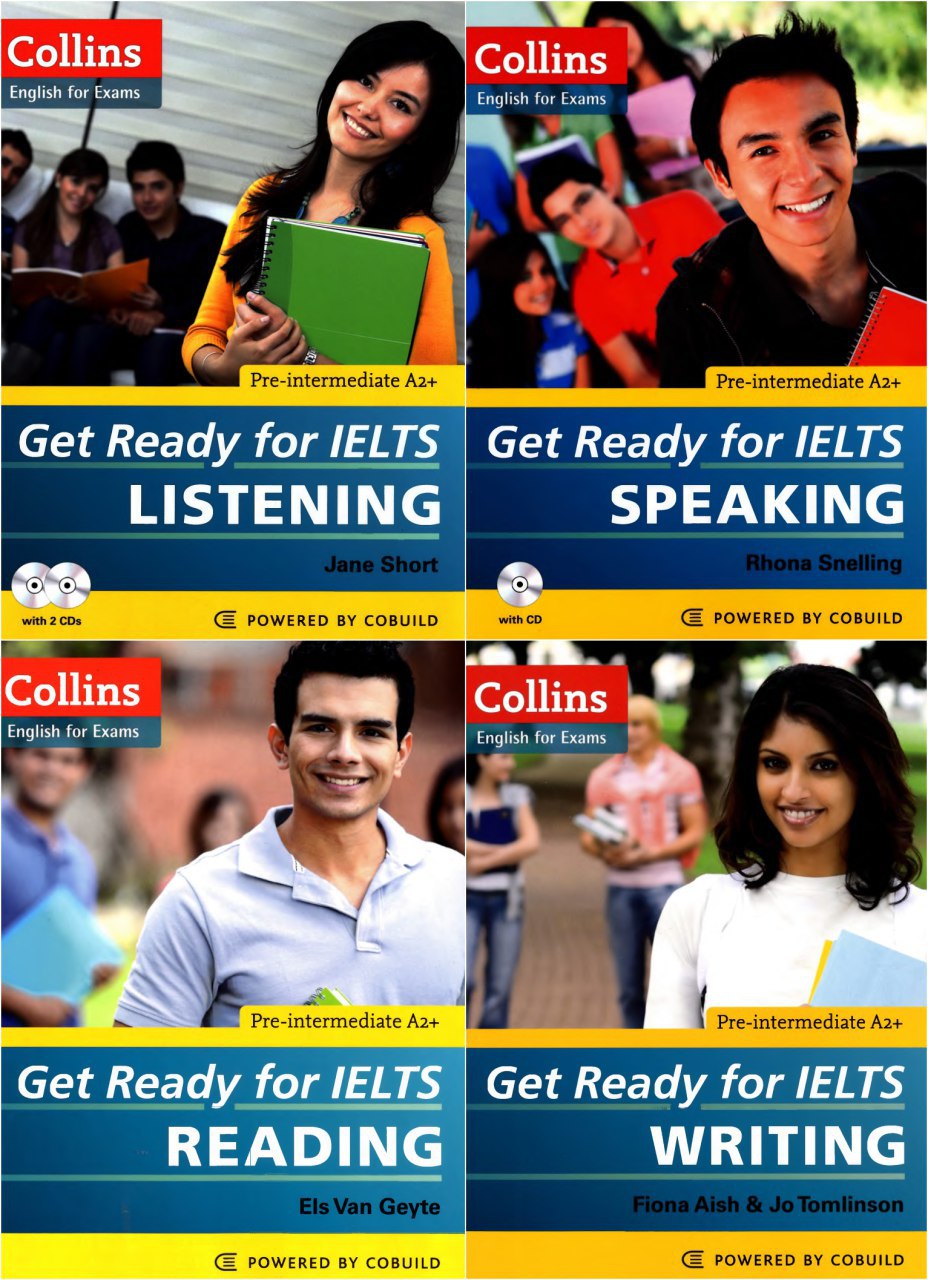 Collins
English for Exams
Pre-intermediate A2+
Get Ready for IELTS
LISTENING
Jane Short
with 2 CDs
POWERED BY COBUILD
Collins
English for Exams
Pre-intermediate A2+
Get Ready for IELTS
SPEAKING
Rhona Snelling
with CD
POWERED BY COBUILD
Collins
English for Exams
Pre-intermediate A2+
Get Ready for IELTS
READING
Els Van Geyte
POWERED BY COBUILD
Collins
English for Exams
Pre-intermediate A2+
Get Ready for IELTS
WRITING
Fiona Aish & Jo Tomlinson
POWERED BY COBUILD